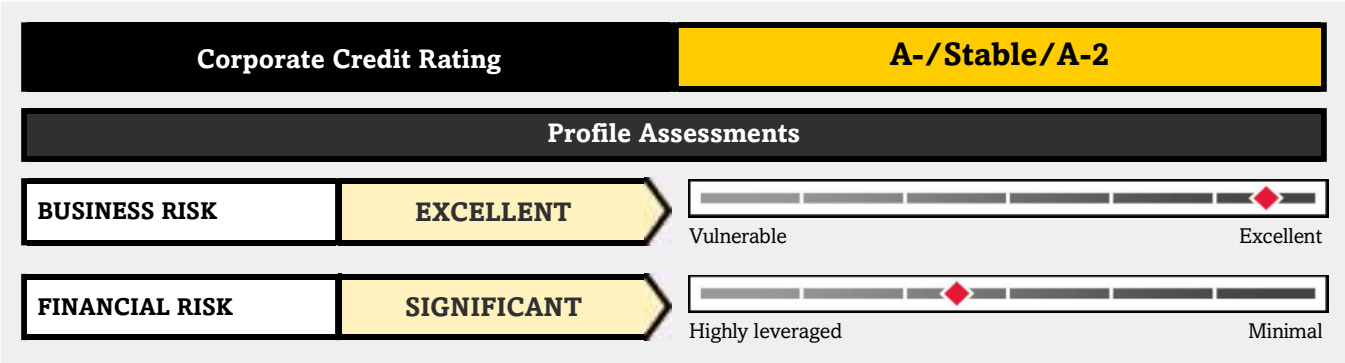 Corporate Credit Rating
A-/Stable/A-2
Profile Assessments
BUSINESS RISK
EXCELLENT
Vulnerable
Excellent
FINANCIAL RISK
SIGNIFICANT
Highly leveraged
Minimal